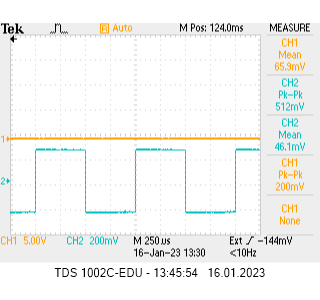 Tek R Auto M Pos: 124.0ms MEASURE
CH1
Mean
65.9mV
CH2
Pk-Pk
512mV
CH2
Mean
46.1mV
CH1
Pk-Pk
200mV
CH1
None
1
2
CH1 5.00V CH2 200mV M 250us Ext -144mV
16-Jan-23 13:30 <10Hz
TDS 1002C-EDU - 13:45:54 16.01.2023